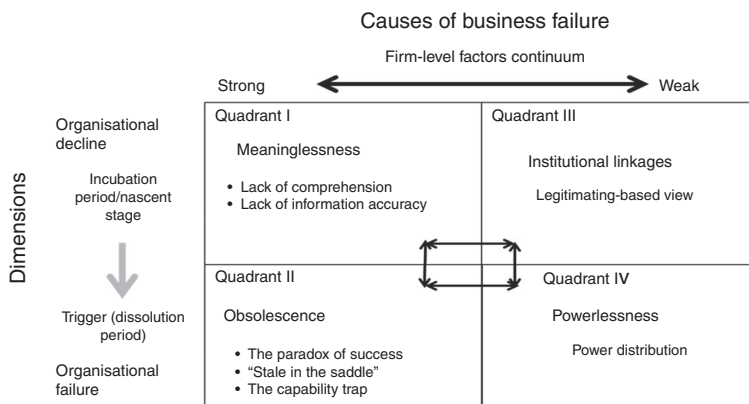 Causes of business failure
Firm-level factors continuum
Strong
Weak
Dimensions
Organisational
decline
Incubation
period/nascent
stage
Trigger (dissolution
period)
Organisational
failure
Quadrant I
Meaninglessness
• Lack of comprehension
• Lack of information accuracy
Quadrant III
Institutional linkages
Legitimating-based view
Quadrant II
Obsolescence
• The paradox of success
• “Stale in the saddle”
• The capability trap
Quadrant IV
Powerlessness
Power distribution